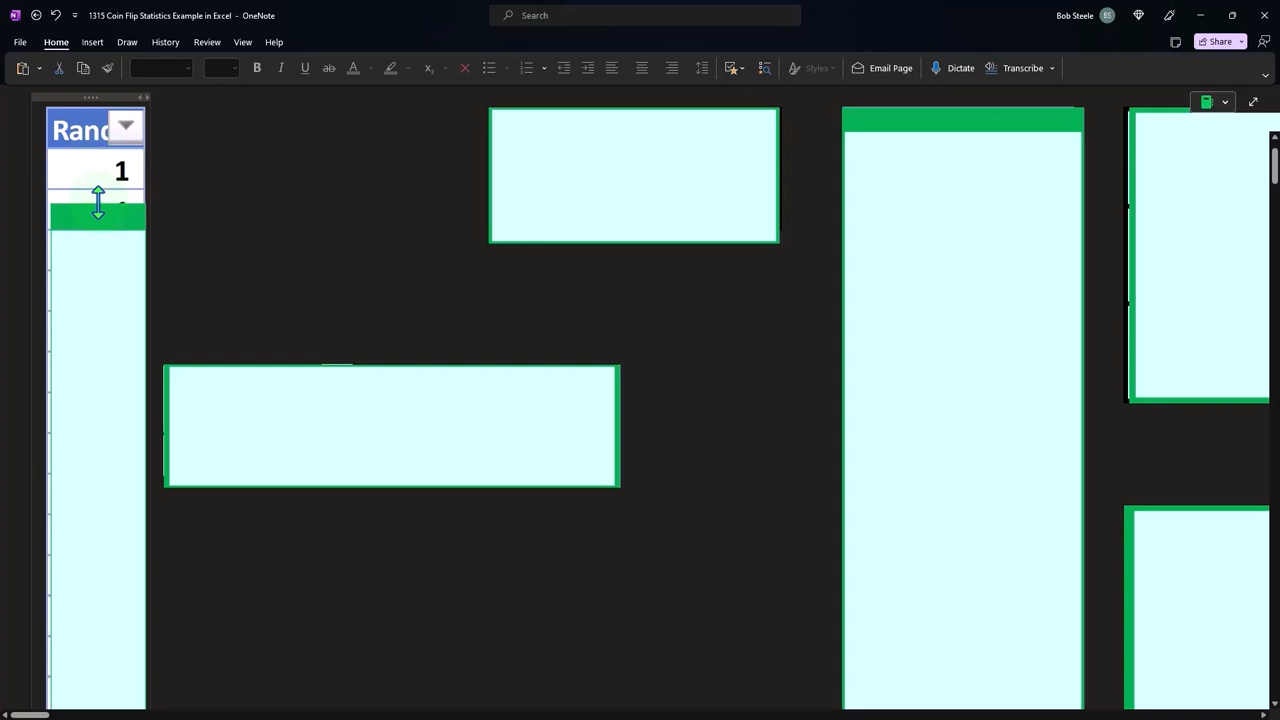 1315 Coin Flip Statistics Example in Excel - OneNote
Search
Bob Steele
BS
File
Home
Insert
Draw
History
Review
View
Help
Share
B I U ab A x
Styles
Email Page
Dictate
Transcribe
1